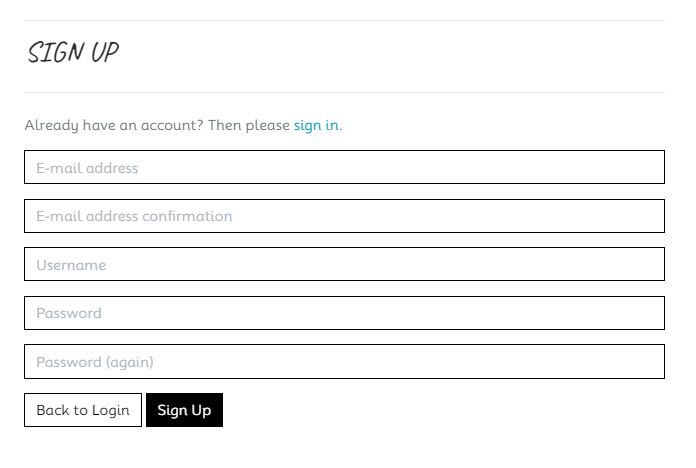 SIGN UP
Already have an account? Then please sign in.
E-mail address
E-mail address confirmation
Username
Password
Password (again)
Back to Login Sign Up